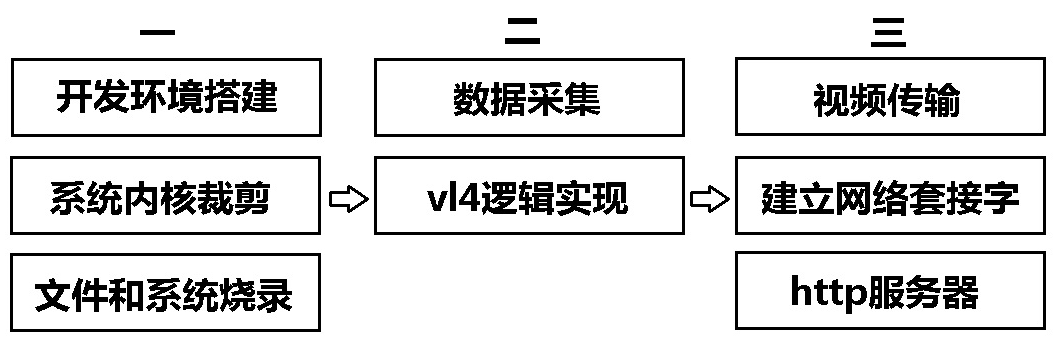 一
开发环境搭建
系统内核裁剪
文件和系统烧录
二
数据采集
vl4逻辑实现
三
视频传输
建立网络套接字
http服务器